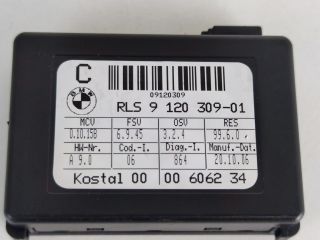 C
BMW
09120309
RLS 9 120 309-01
MCV FSV OSV RES
0.10.15B 6.9.45 3.2.4 99.6.0
HW-Nr. Cod.-I. Diag.-I. Manuf.-Dat.
A 9.0 06 864 20.10.06
Kostal 00 00 6062 34